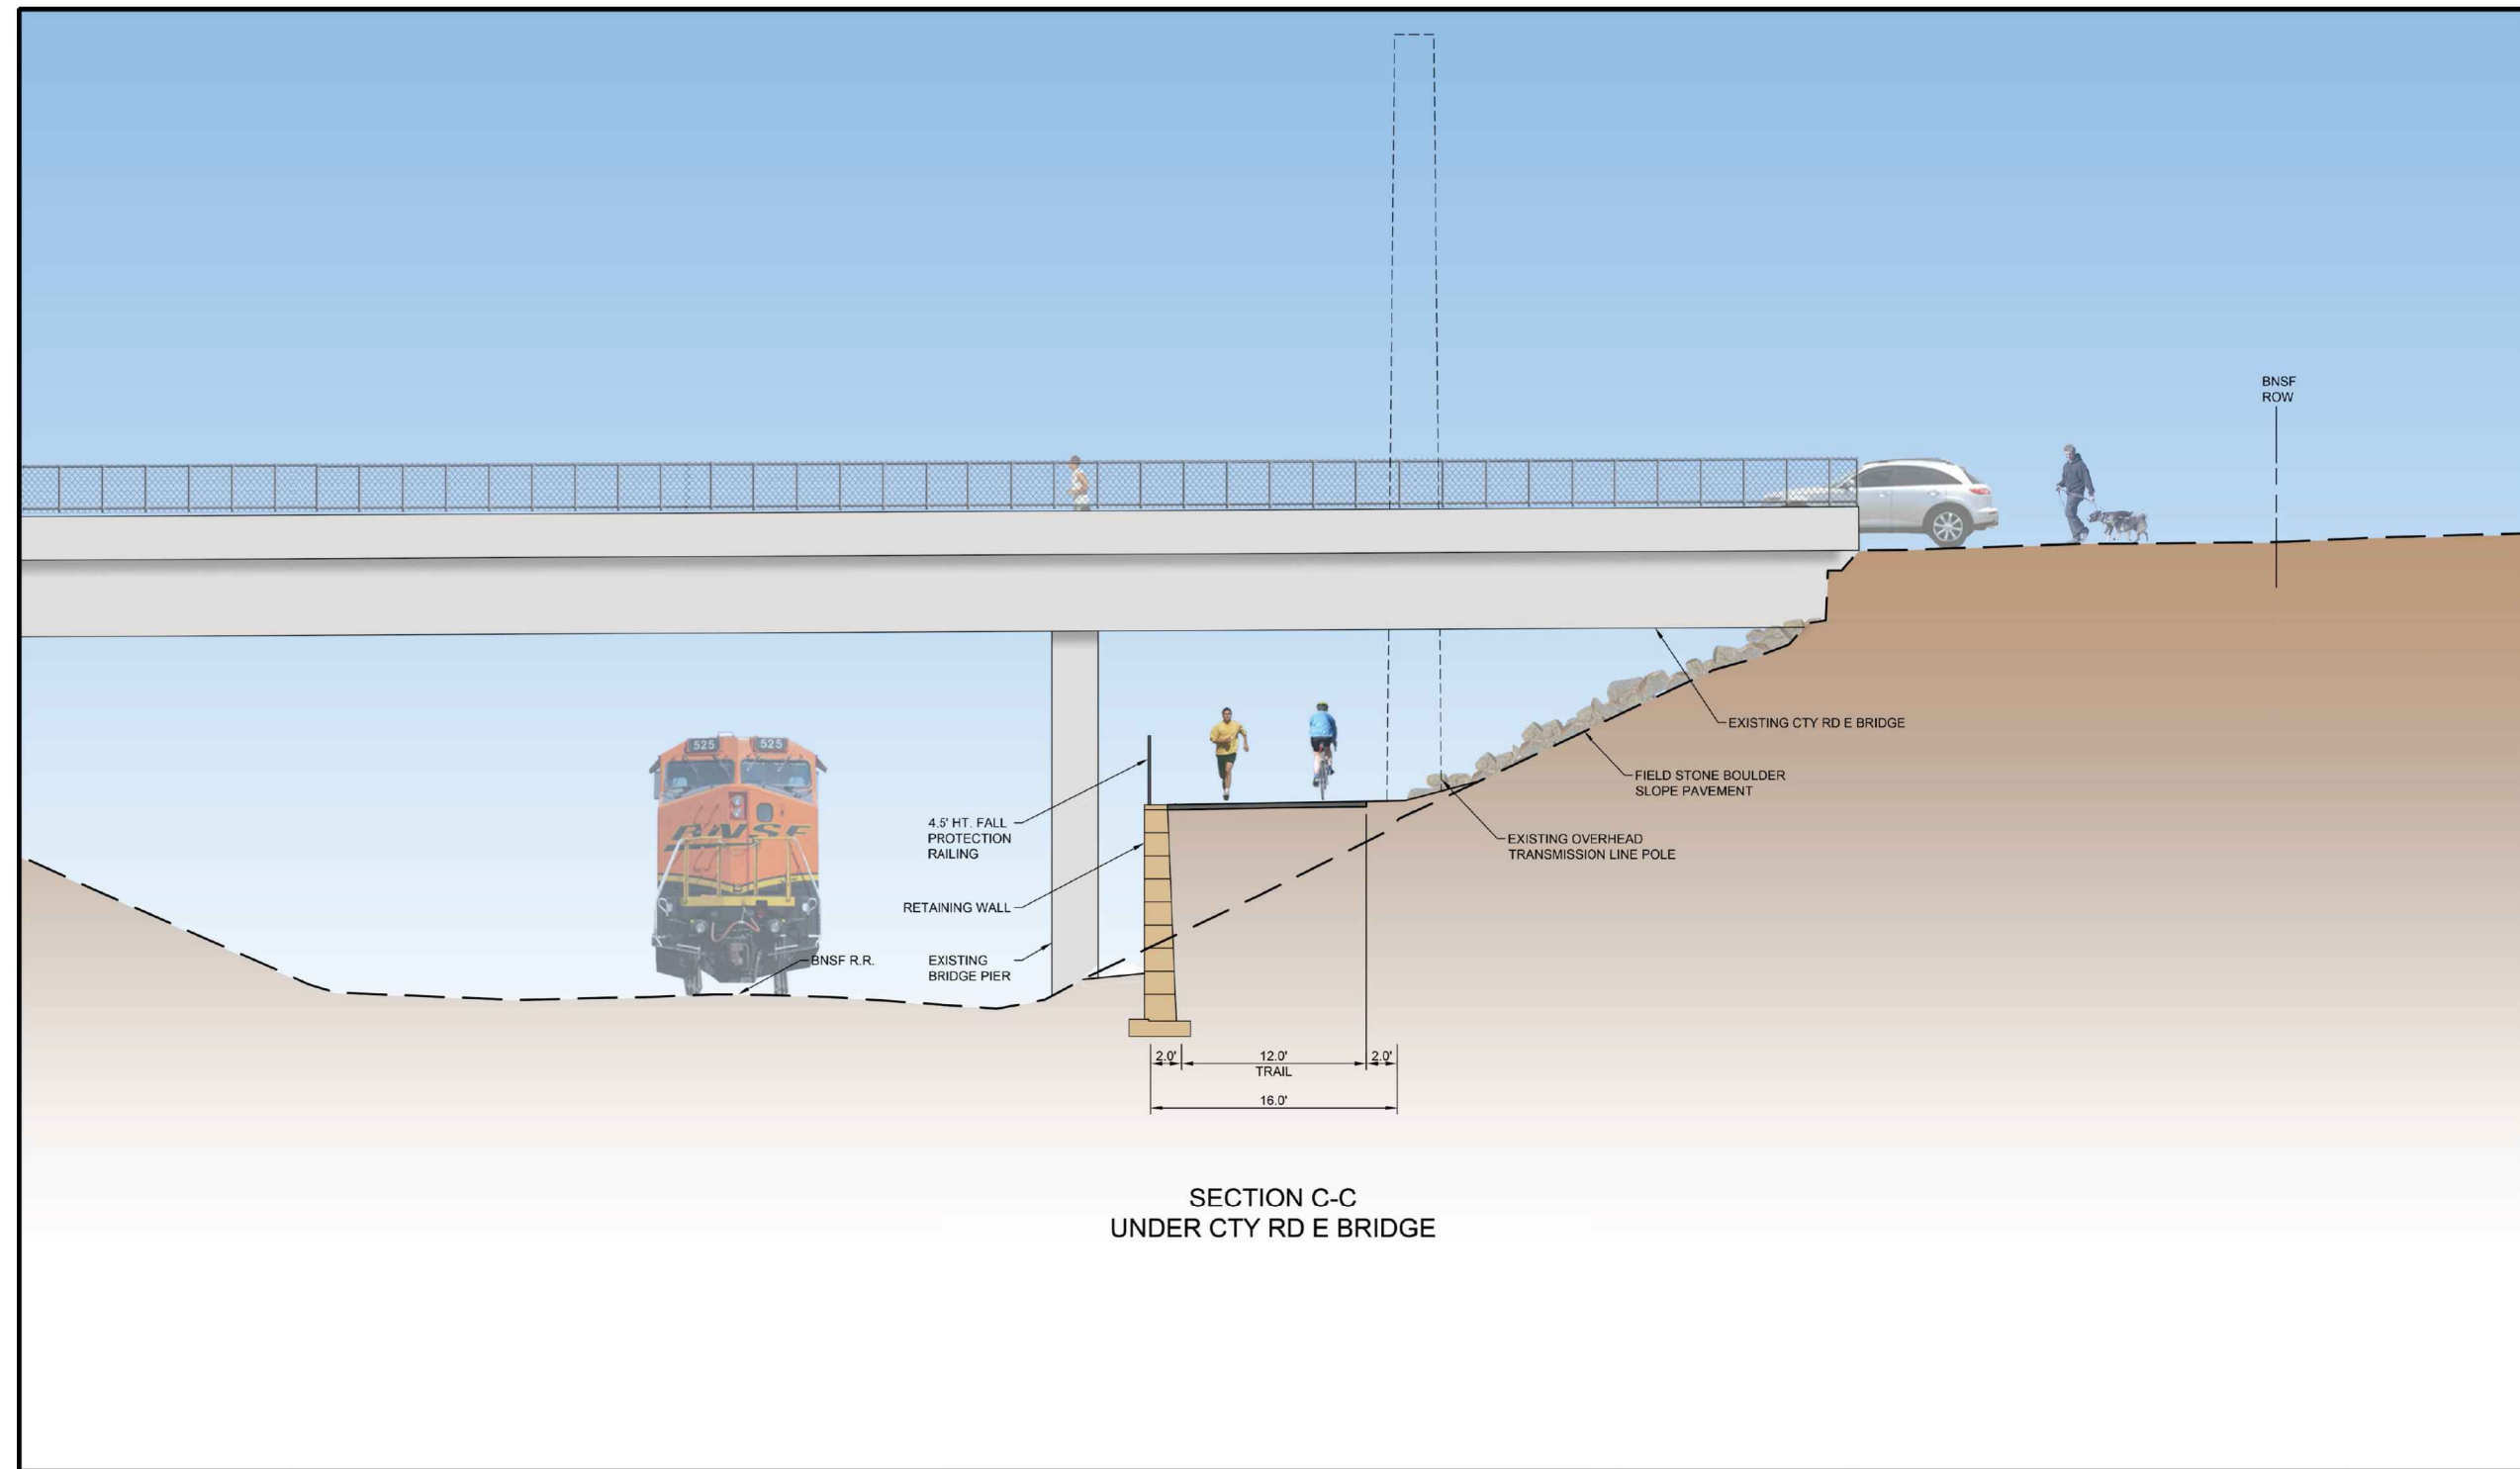 BNSF
ROW
525 525
BNSF
EXISTING CTY RD E BRIDGE
FIELD STONE BOULDER
SLOPE PAVEMENT
4.5' HT. FALL
PROTECTION
RAILING
EXISTING OVERHEAD
TRANSMISSION LINE POLE
RETAINING WALL
BNSF R.R.
EXISTING
BRIDGE PIER
2.0' 12.0' 2.0'
TRAIL
16.0'
SECTION C-C
UNDER CTY RD E BRIDGE